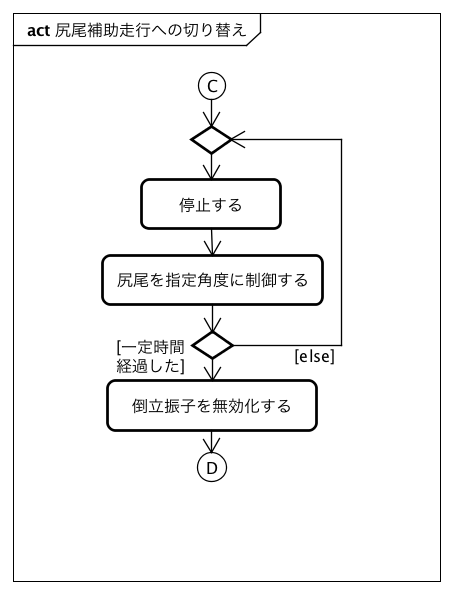 act 尻尾補助走行への切り替え
C
停止する
尻尾を指定角度に制御する
[一定時間
経過した]
[else]
倒立振子を無効化する
D